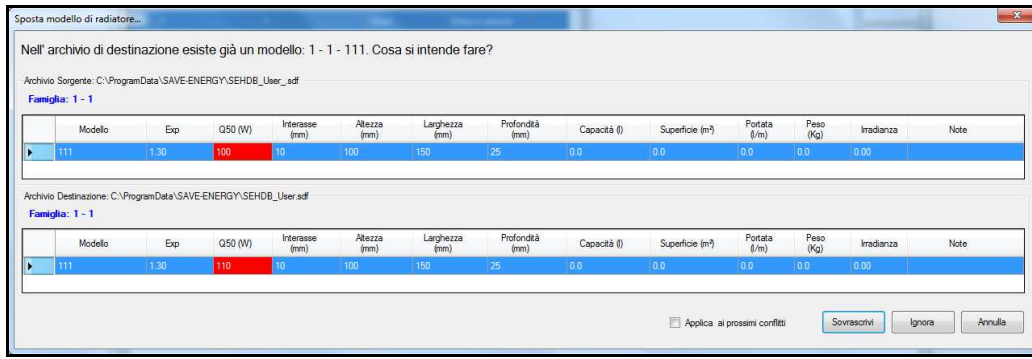 Sposta modello di radiatore...
Nell' archivio di destinazione esiste già un modello: 1 - 1 - 111. Cosa si intende fare?
Archivio Sorgente: C:\ProgramData\SAVE-ENERGY\SEHDB_User_.sdf
Famiglia: 1 - 1
Modello Exp Q50 (W) Interasse (mm) Altezza (mm) Larghezza (mm) Profondità (mm) Capacità (l) Superficie (m²) Portata (l/m) Peso (Kg) Irradianza Note
111 1.30 100 10 100 150 25 0.0 0.0 0.0 0.0 0.00
Archivio Destinazione: C:\ProgramData\SAVE-ENERGY\SEHDB_User.sdf
Famiglia: 1 - 1
Modello Exp Q50 (W) Interasse (mm) Altezza (mm) Larghezza (mm) Profondità (mm) Capacità (l) Superficie (m²) Portata (l/m) Peso (Kg) Irradianza Note
111 1.30 110 10 100 150 25 0.0 0.0 0.0 0.0 0.00
Applica ai prossimi conflitti Sovrascrivi Ignora Annulla